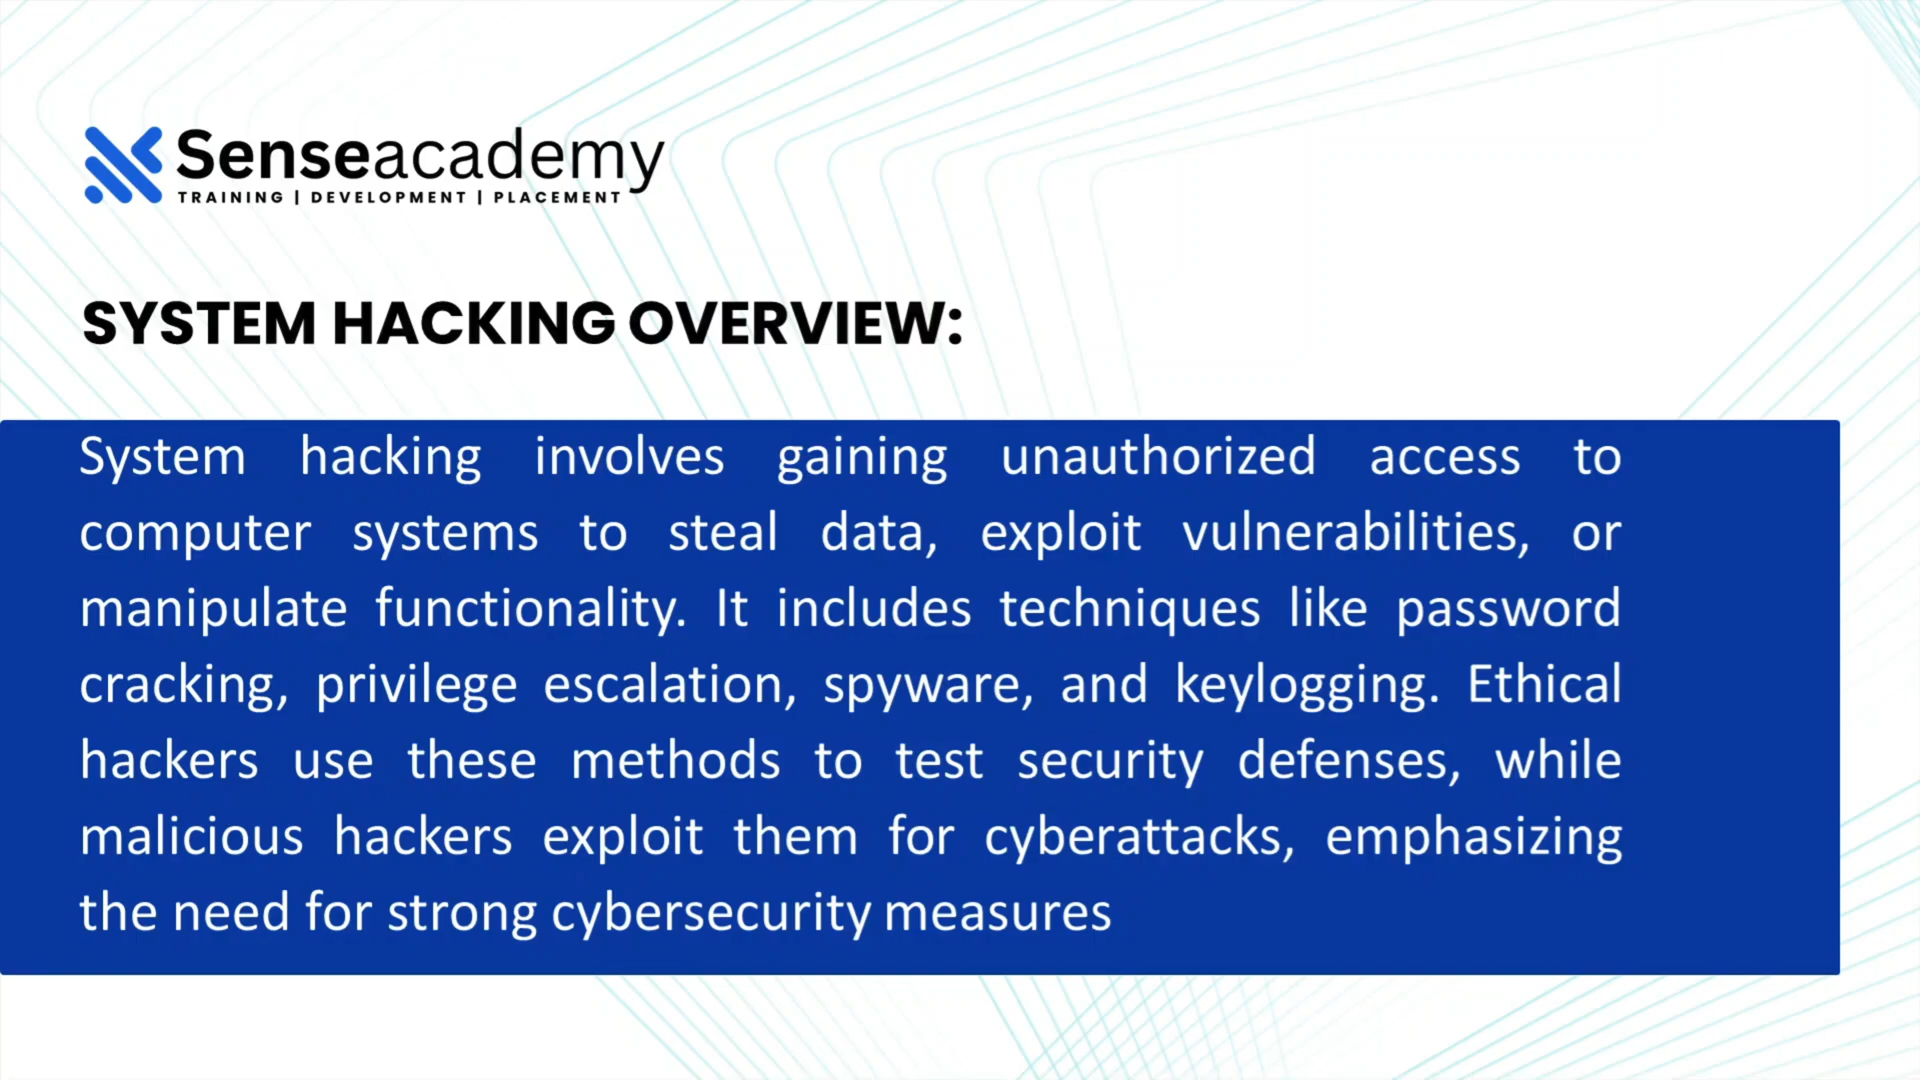 Senseacademy
TRAINING | DEVELOPMENT | PLACEMENT
SYSTEM HACKING OVERVIEW:
System hacking involves gaining unauthorized access to
computer systems to steal data, exploit vulnerabilities, or
manipulate functionality. It includes techniques like password
cracking, privilege escalation, spyware, and keylogging. Ethical
hackers use these methods to test security defenses, while
malicious hackers exploit them for cyberattacks, emphasizing
the need for strong cybersecurity measures